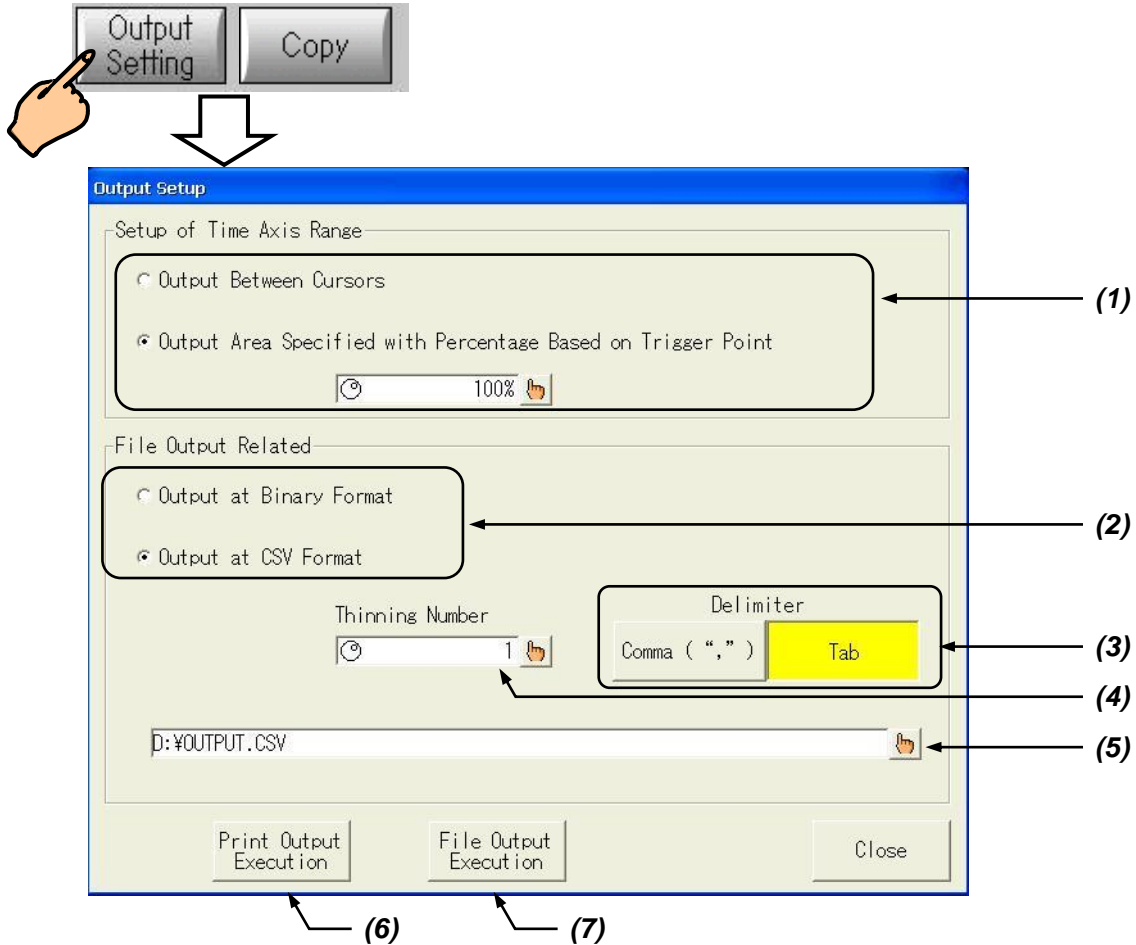 Output
Setting
Copy
Output Setup
Setup of Time Axis Range
Output Between Cursors
(1)
Output Area Specified with Percentage Based on Trigger Point
100%
File Output Related
Output at Binary Format
(2)
Output at CSV Format
Thinning Number
Delimiter
1
Comma ( “,” )
Tab
(3)
(4)
D:¥OUTPUT.CSV
(5)
Print Output
Execution
File Output
Execution
Close
(6)
(7)